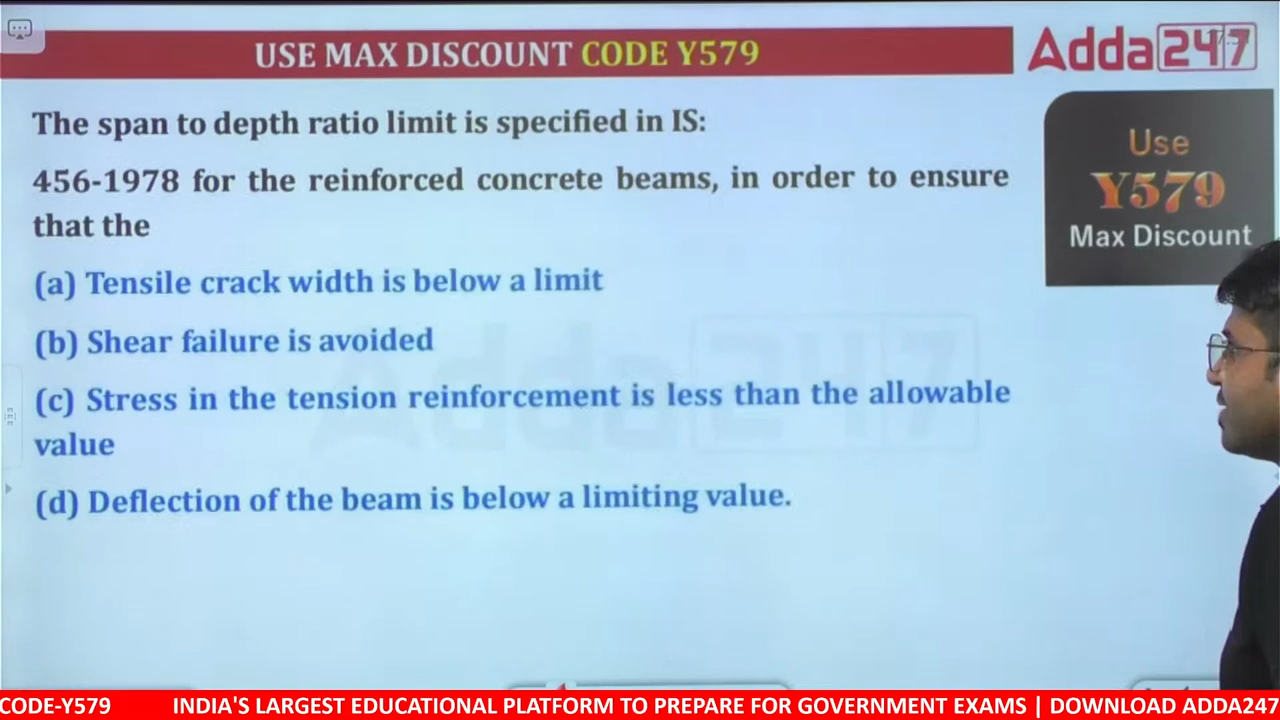 USE MAX DISCOUNT CODE Y579
Adda247
The span to depth ratio limit is specified in IS:
456-1978 for the reinforced concrete beams, in order to ensure
that the
(a) Tensile crack width is below a limit
(b) Shear failure is avoided
(c) Stress in the tension reinforcement is less than the allowable
value
(d) Deflection of the beam is below a limiting value.
Use
Y579
Max Discount
Adda247
CODE-Y579 INDIA'S LARGEST EDUCATIONAL PLATFORM TO PREPARE FOR GOVERNMENT EXAMS | DOWNLOAD ADDA247